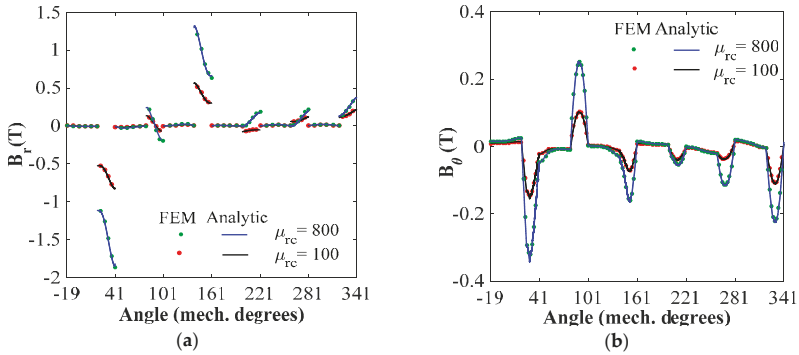 (a)
1.5
1
0.5
0
-0.5
-1
-1.5
-2
B_r(T)
FEM Analytic
μ_rc = 800
μ_rc = 100
-19 41 101 161 221 281 341
Angle (mech. degrees)
(a)
(b)
0.4
0.2
0
-0.2
-0.4
B_θ (T)
FEM Analytic
μ_rc = 800
μ_rc = 100
-19 41 101 161 221 281 341
Angle (mech. degrees)
(b)